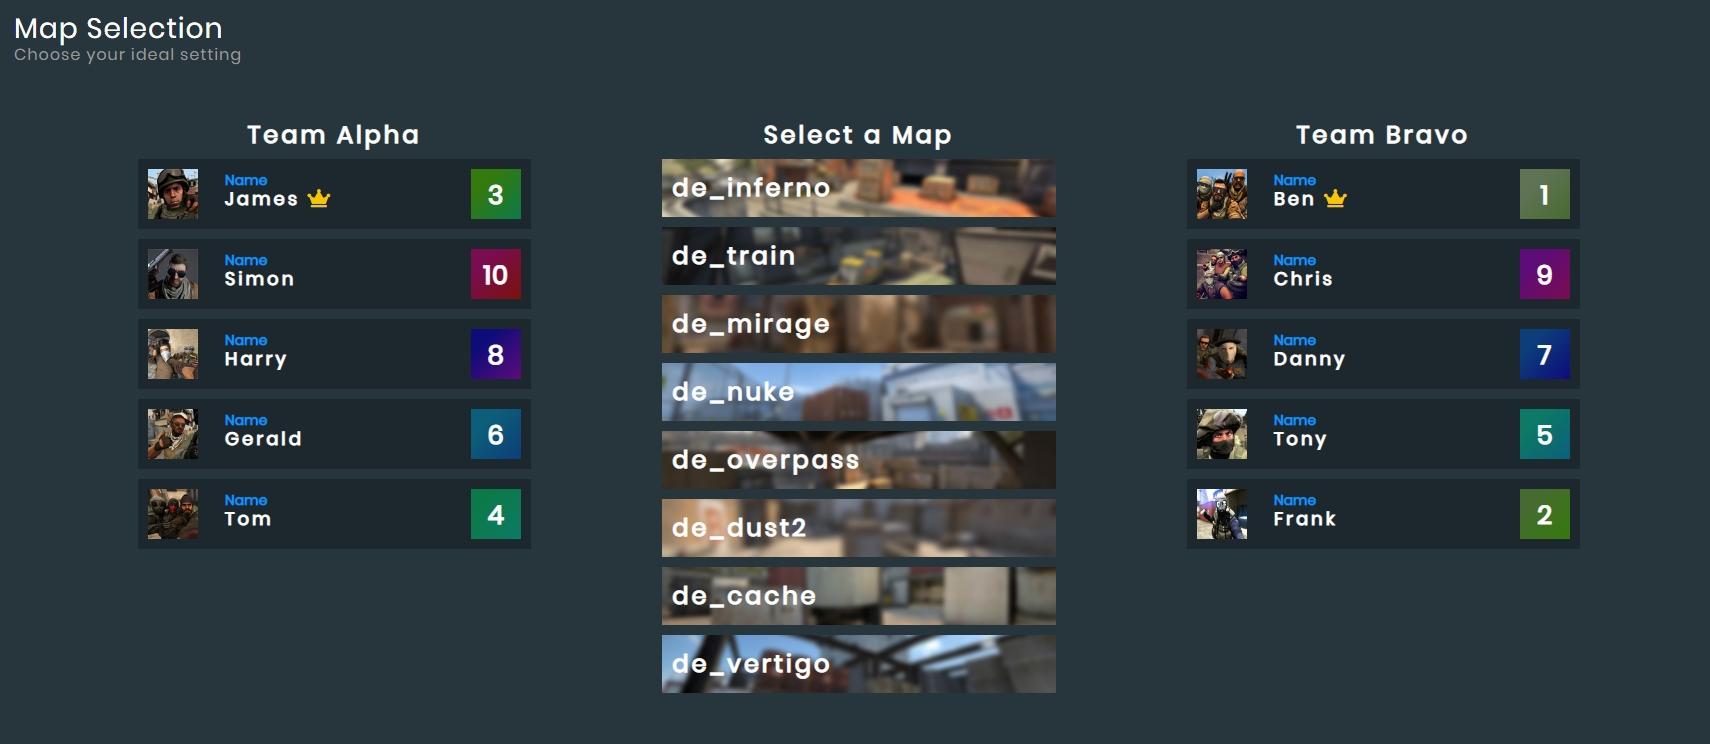 Map Selection
Choose your ideal setting
Team Alpha
Name
James
3
Name
Simon
10
Name
Harry
8
Name
Gerald
6
Name
Tom
4
Select a Map
de_inferno
de_train
de_mirage
de_nuke
de_overpass
de_dust2
de_cache
de_vertigo
Team Bravo
Name
Ben
1
Name
Chris
9
Name
Danny
7
Name
Tony
5
Name
Frank
2